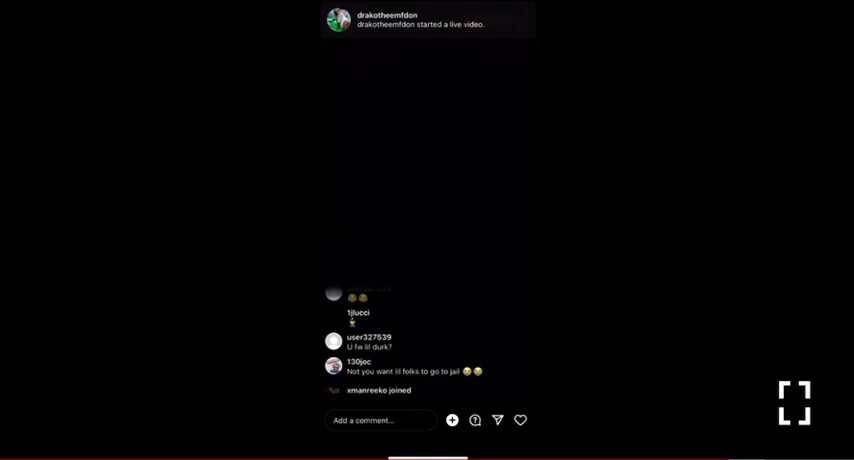 drakotheemfdon
drakotheemfdon started a live video.
1jlucci
user327539
U fw lil durk?
130joc
Not you want lil folks to go to jail 😂😂
xmanreeko joined
Add a comment...